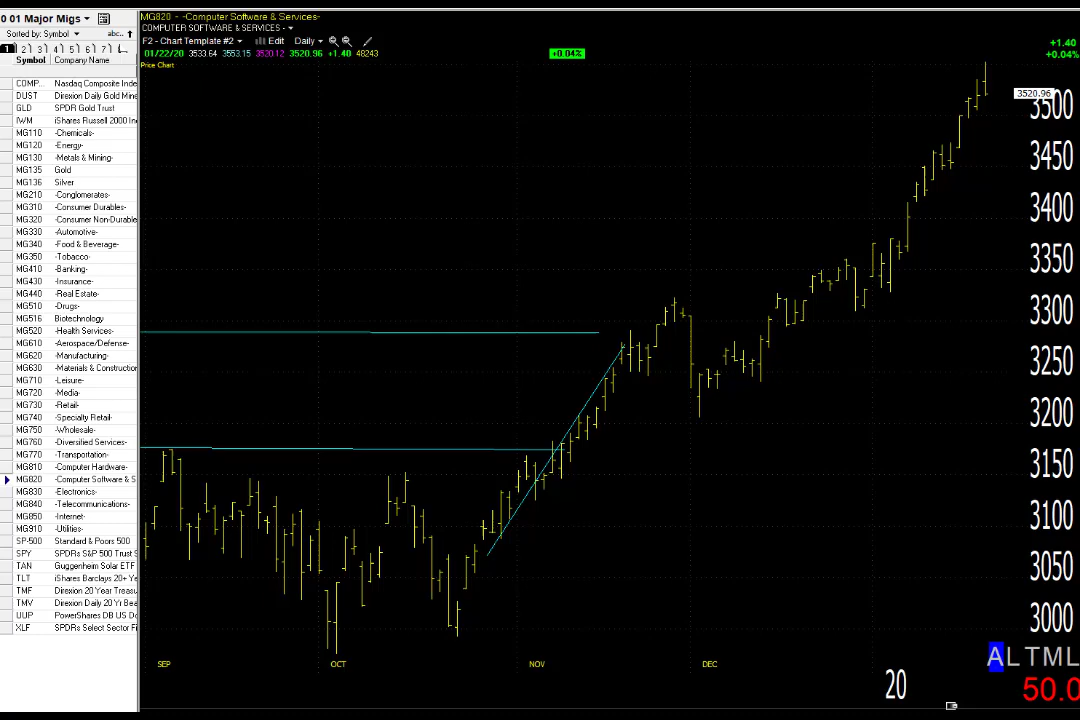 0 01 Major Migs
Sorted by: Symbol abc..
1 2 3 4 5 6 7
Symbol Company Name
COMP... Nasdaq Composite Inde
DUST Direxion Daily Gold Mine
GLD SPDR Gold Trust
IWM iShares Russell 2000 In
MG110 -Chemicals-
MG120 -Energy-
MG130 -Metals & Mining-
MG135 Gold
MG136 Silver
MG210 -Conglomerates-
MG310 -Consumer Durables-
MG320 -Consumer Non-Durable
MG330 -Automotive-
MG340 -Food & Beverage-
MG350 -Tobacco-
MG410 -Banking-
MG430 -Insurance-
MG440 -Real Estate-
MG510 -Drugs-
MG516 Biotechnology
MG520 -Health Services-
MG610 -Aerospace/Defense-
MG620 -Manufacturing-
MG630 -Materials & Constructior
MG710 -Leisure-
MG720 -Media-
MG730 -Retail-
MG740 -Specialty Retail-
MG750 -Wholesale-
MG760 -Diversified Services-
MG770 -Transportation-
MG810 -Computer Hardware-
MG820 -Computer Software & S
MG830 -Electronics-
MG840 -Telecommunications-
MG850 -Internet-
MG910 -Utilities-
SP-500 Standard & Poors 500
SPY SPDRs S&P 500 Trust S
TAN Guggenheim Solar ETF
TLT iShares Barclays 20+ Ye
TMF Direxion 20 Year Treasu
TMV Direxion Daily 20 Yr Bea
UUP PowerShares DB US Do
XLF SPDRs Select Sector Fi
MG820 - -Computer Software & Services-
COMPUTER SOFTWARE & SERVICES -
F2 - Chart Template #2 Edit Daily
01/22/20 3533.64 3553.15 3520.12 3520.96 +1.40 48243
+0.04%
+1.40
+0.04%
Price Chart
3520.96
3500
3450
3400
3350
3300
3250
3200
3150
3100
3050
3000
SEP OCT NOV DEC
20
ALTML
50.0